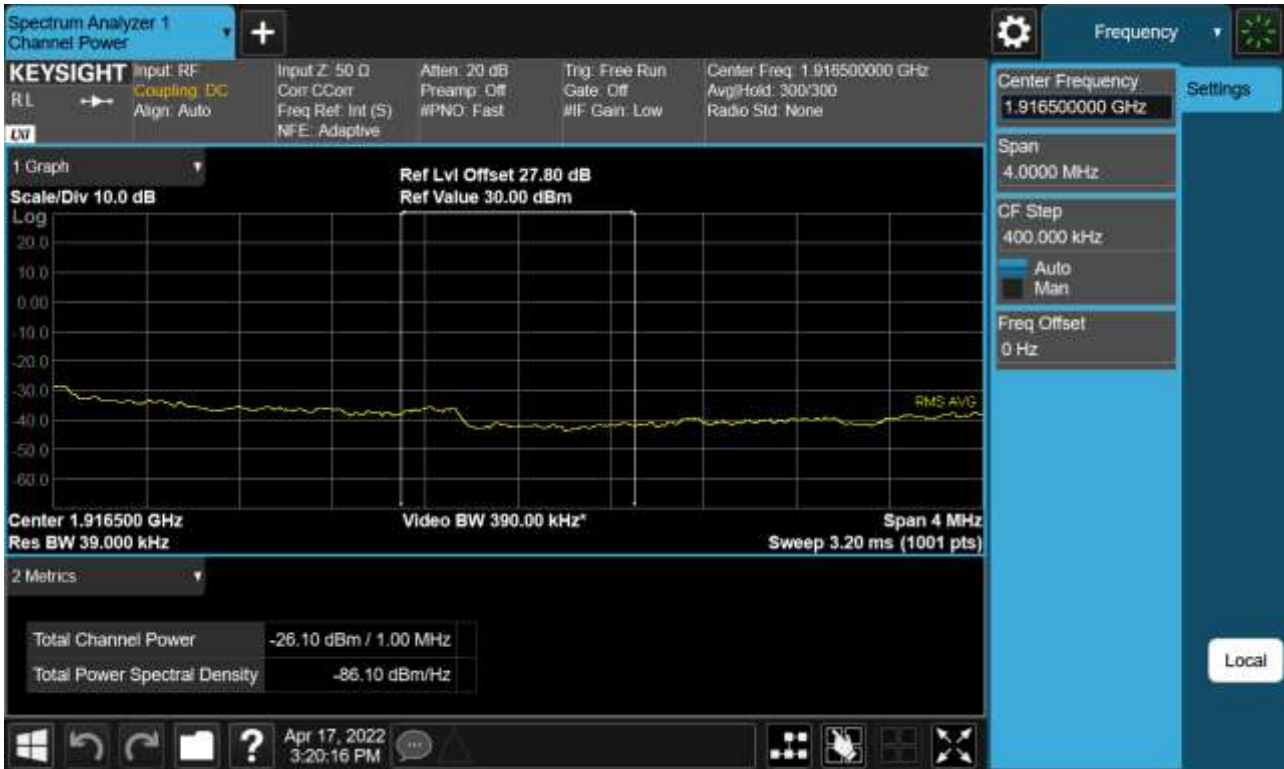 Spectrum Analyzer 1
Channel Power
+
Frequency
KEYSIGHT
RL
LXI
Input: RF
Coupling: DC
Align: Auto
Input Z: 50 Ω
Corr CCorr
Freq Ref: Int (S)
NFE: Adaptive
Atten: 20 dB
Preamp: Off
#PNO: Fast
Trig: Free Run
Gate: Off
#IF Gain: Low
Center Freq: 1.916500000 GHz
Avg|Hold: 300/300
Radio Std: None
Center Frequency
1.916500000 GHz
Settings
Span
4.0000 MHz
CF Step
400.000 kHz
Auto
Man
Freq Offset
0 Hz
1 Graph
Scale/Div 10.0 dB
Ref Lvl Offset 27.80 dB
Ref Value 30.00 dBm
Log
20.0
10.0
0.00
-10.0
-20.0
-30.0
-40.0
-50.0
-60.0
RMS AVG
Center 1.916500 GHz
Res BW 39.000 kHz
Video BW 390.00 kHz*
Span 4 MHz
Sweep 3.20 ms (1001 pts)
2 Metrics
Total Channel Power -26.10 dBm / 1.00 MHz
Total Power Spectral Density -86.10 dBm/Hz
Local
?
Apr 17, 2022
3:20:16 PM